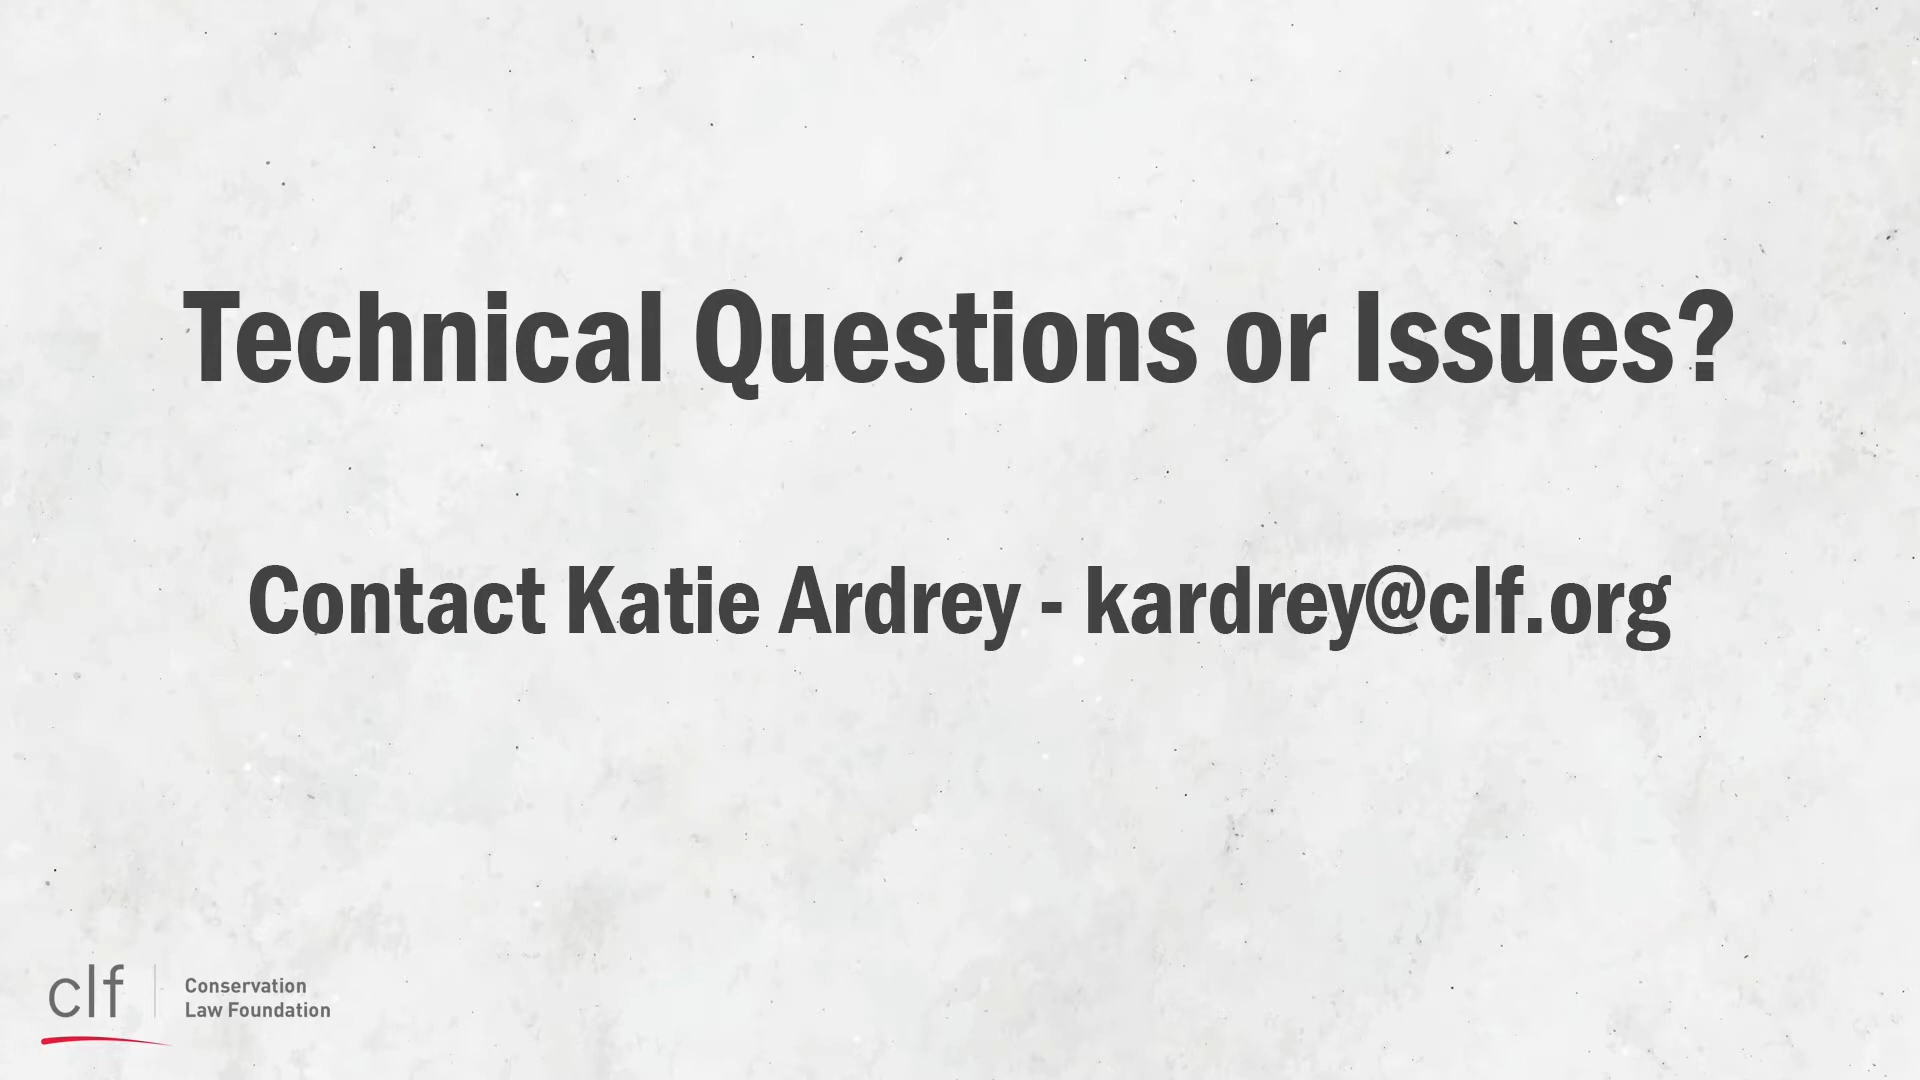 Technical Questions or Issues?
Contact Katie Ardrey - kardrey@clf.org
clf
Conservation
Law Foundation